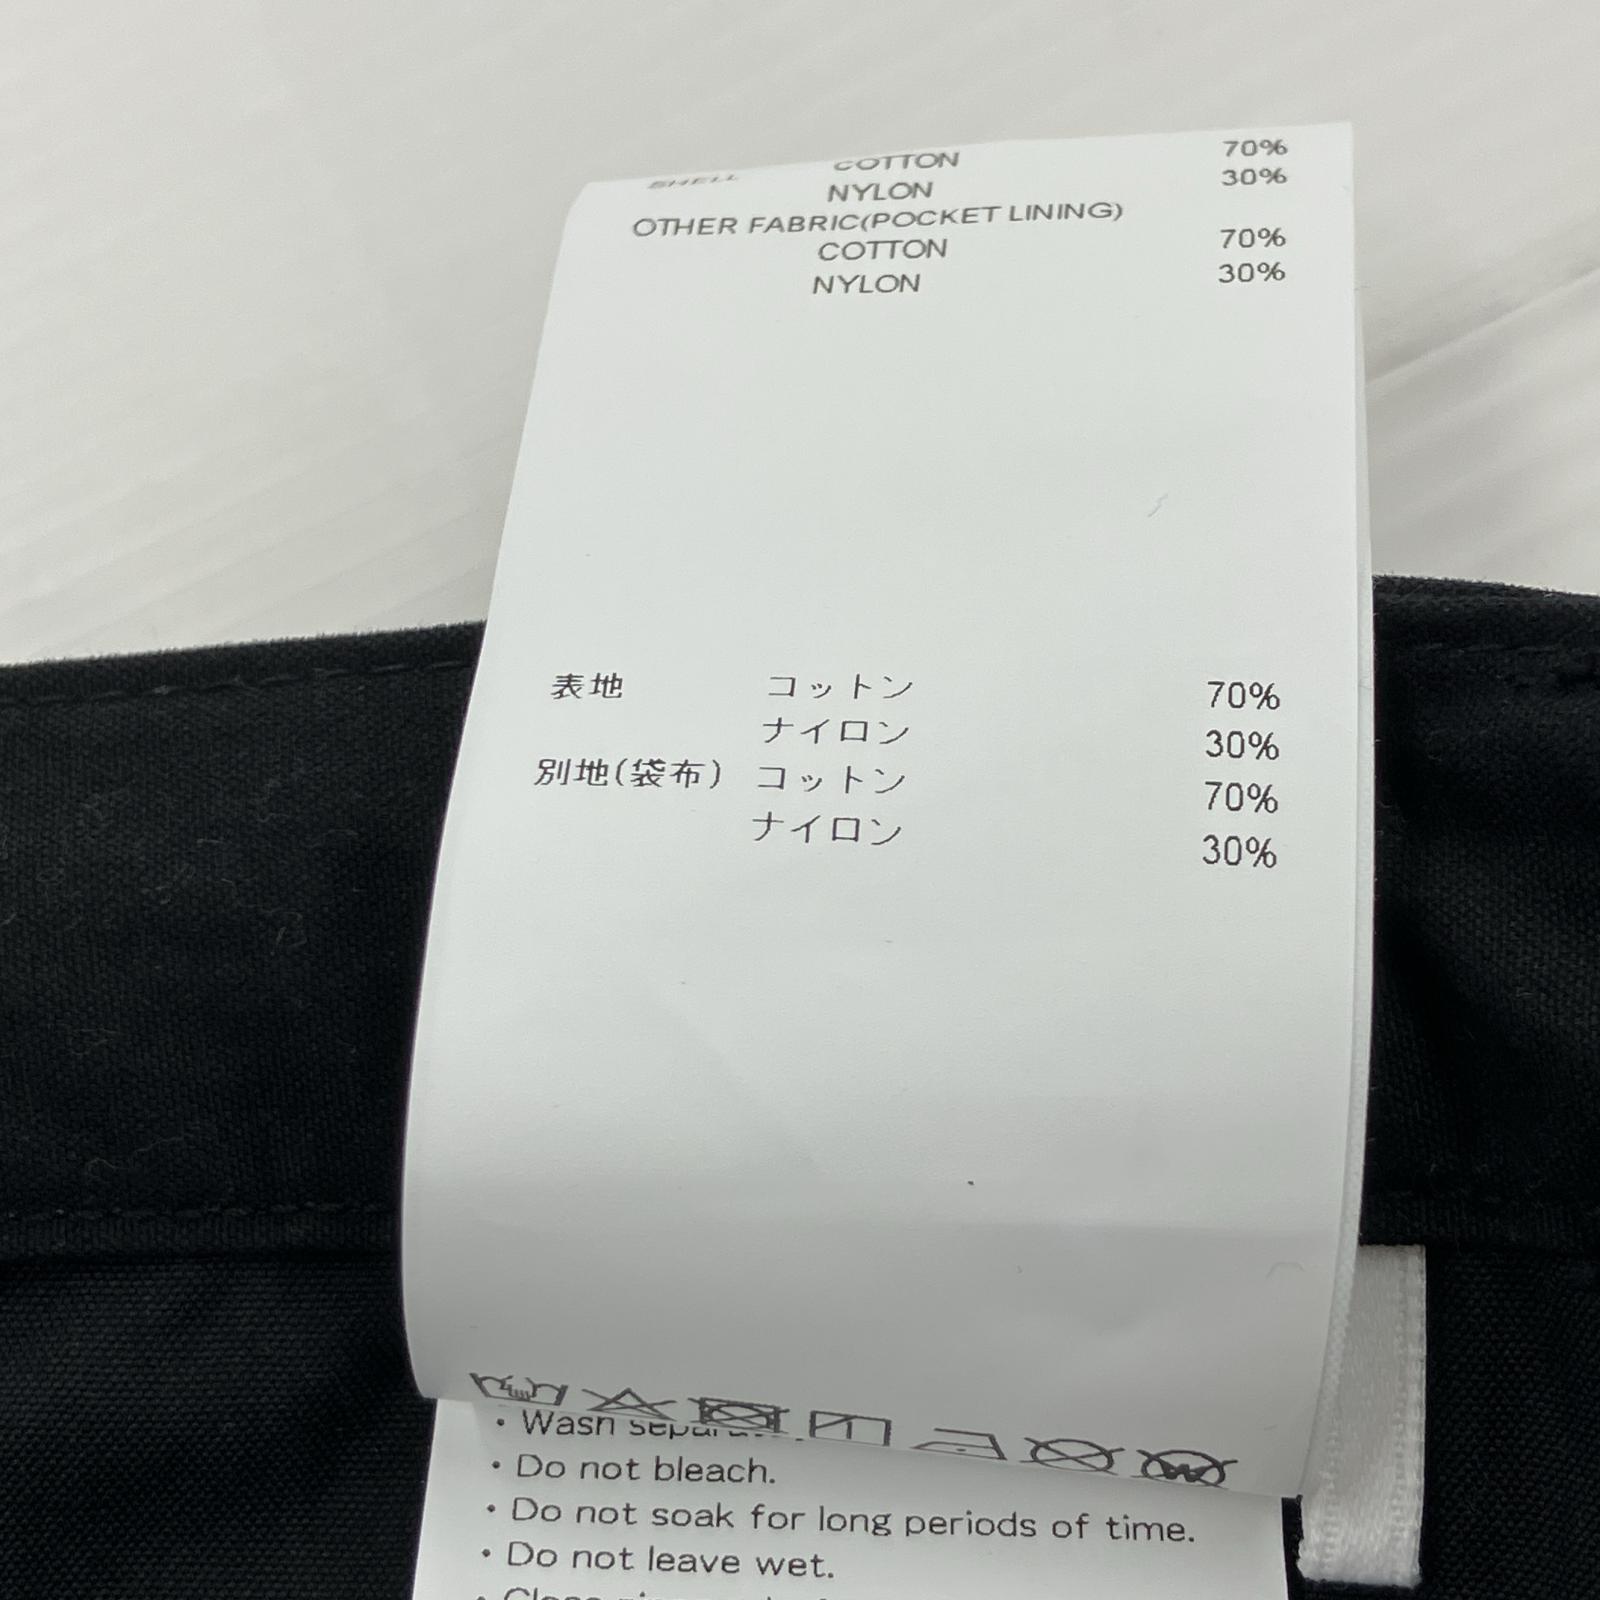 SHELL COTTON 70%
NYLON 30%
OTHER FABRIC(POCKET LINING)
COTTON 70%
NYLON 30%
表地 コットン 70%
ナイロン 30%
別地(袋布) コットン 70%
ナイロン 30%
・Wash
・Do not bleach.
・Do not soak for long periods of time.
・Do not leave wet.